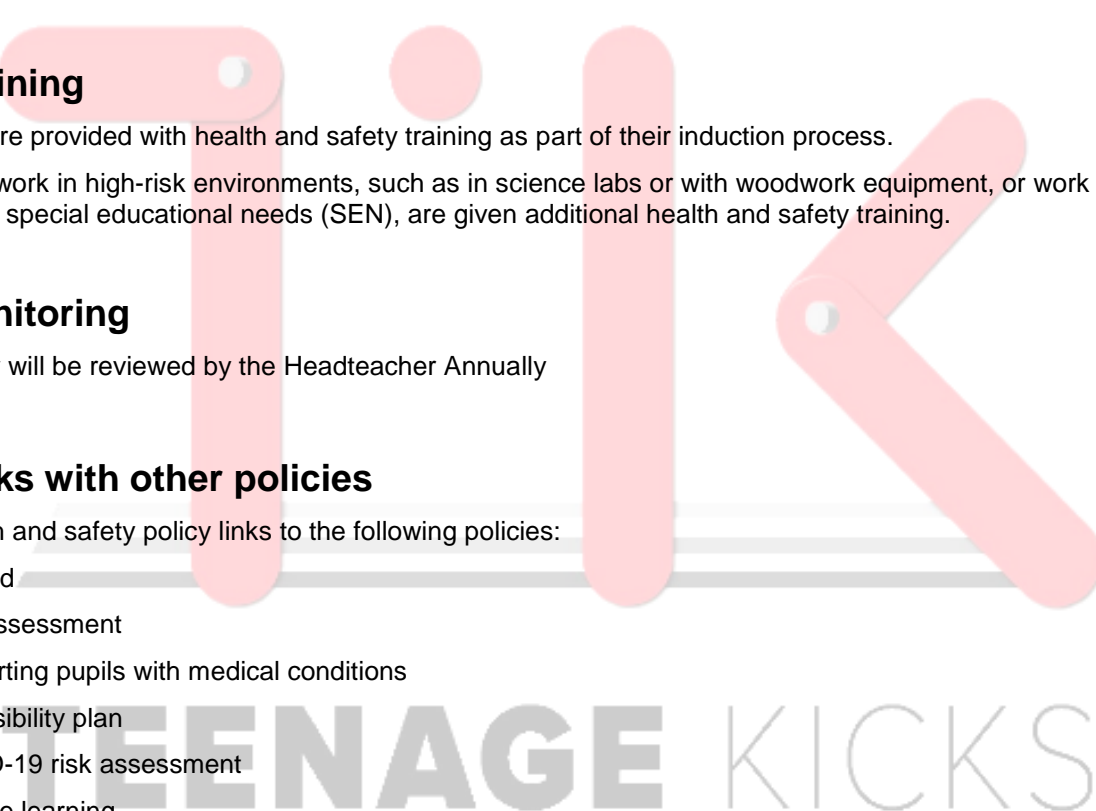 ining
re provided with health and safety training as part of their induction process.
work in high-risk environments, such as in science labs or with woodwork equipment, or work
special educational needs (SEN), are given additional health and safety training.
nitoring
will be reviewed by the Headteacher Annually
ks with other policies
and safety policy links to the following policies:
d
ssessment
rting pupils with medical conditions
sibility plan
-19 risk assessment
learning
TEENAGE KICKS